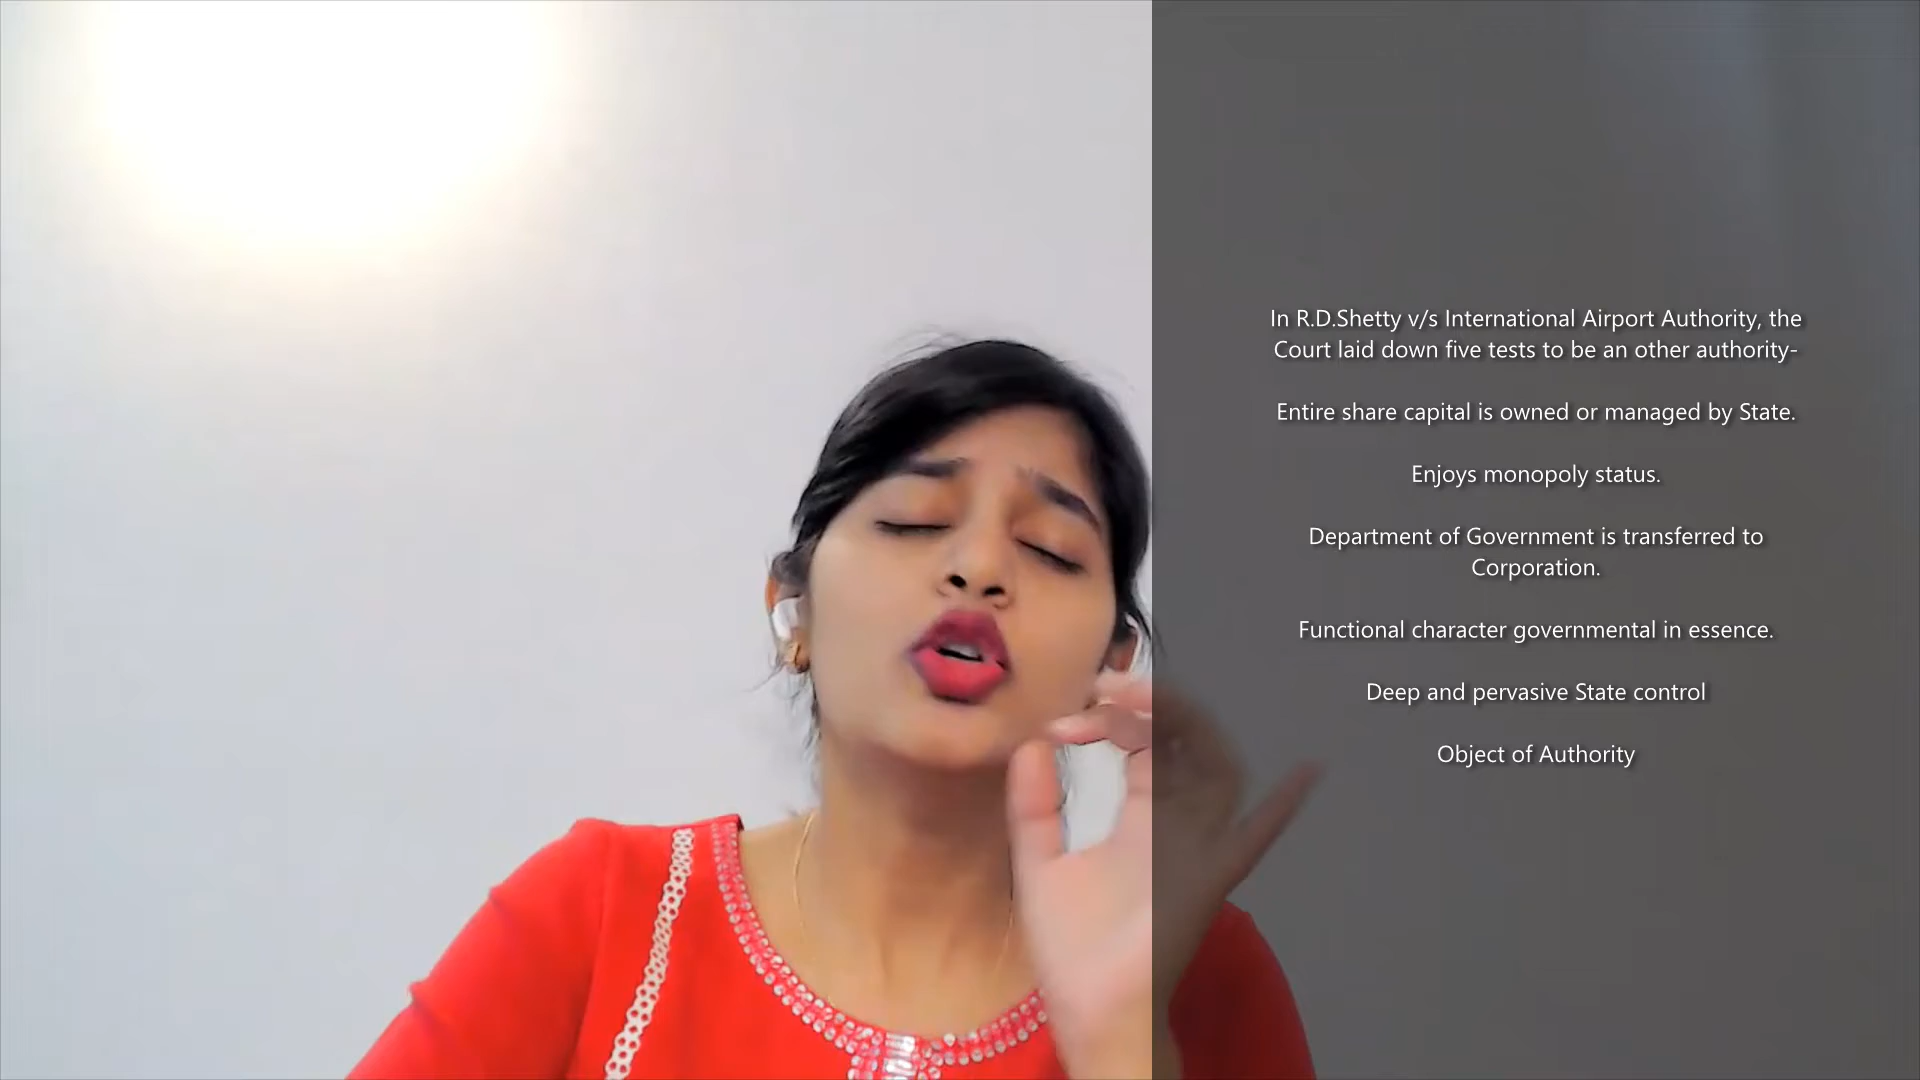 In R.D.Shetty v/s International Airport Authority, the
Court laid down five tests to be an other authority-
Entire share capital is owned or managed by State.
Enjoys monopoly status.
Department of Government is transferred to
Corporation.
Functional character governmental in essence.
Deep and pervasive State control
Object of Authority